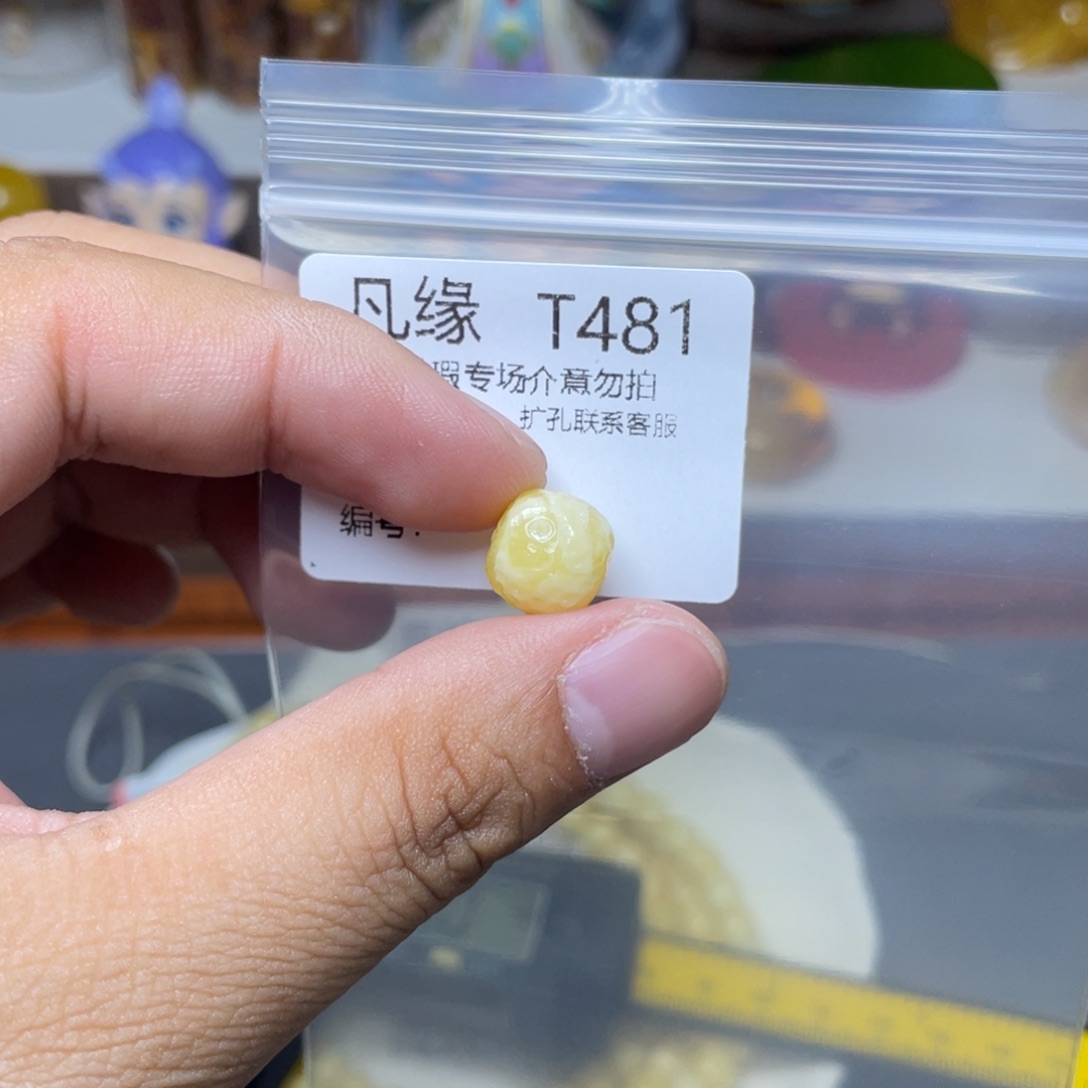 凡缘 T481
瑕专场介意勿拍
扩孔联系客服
编号：